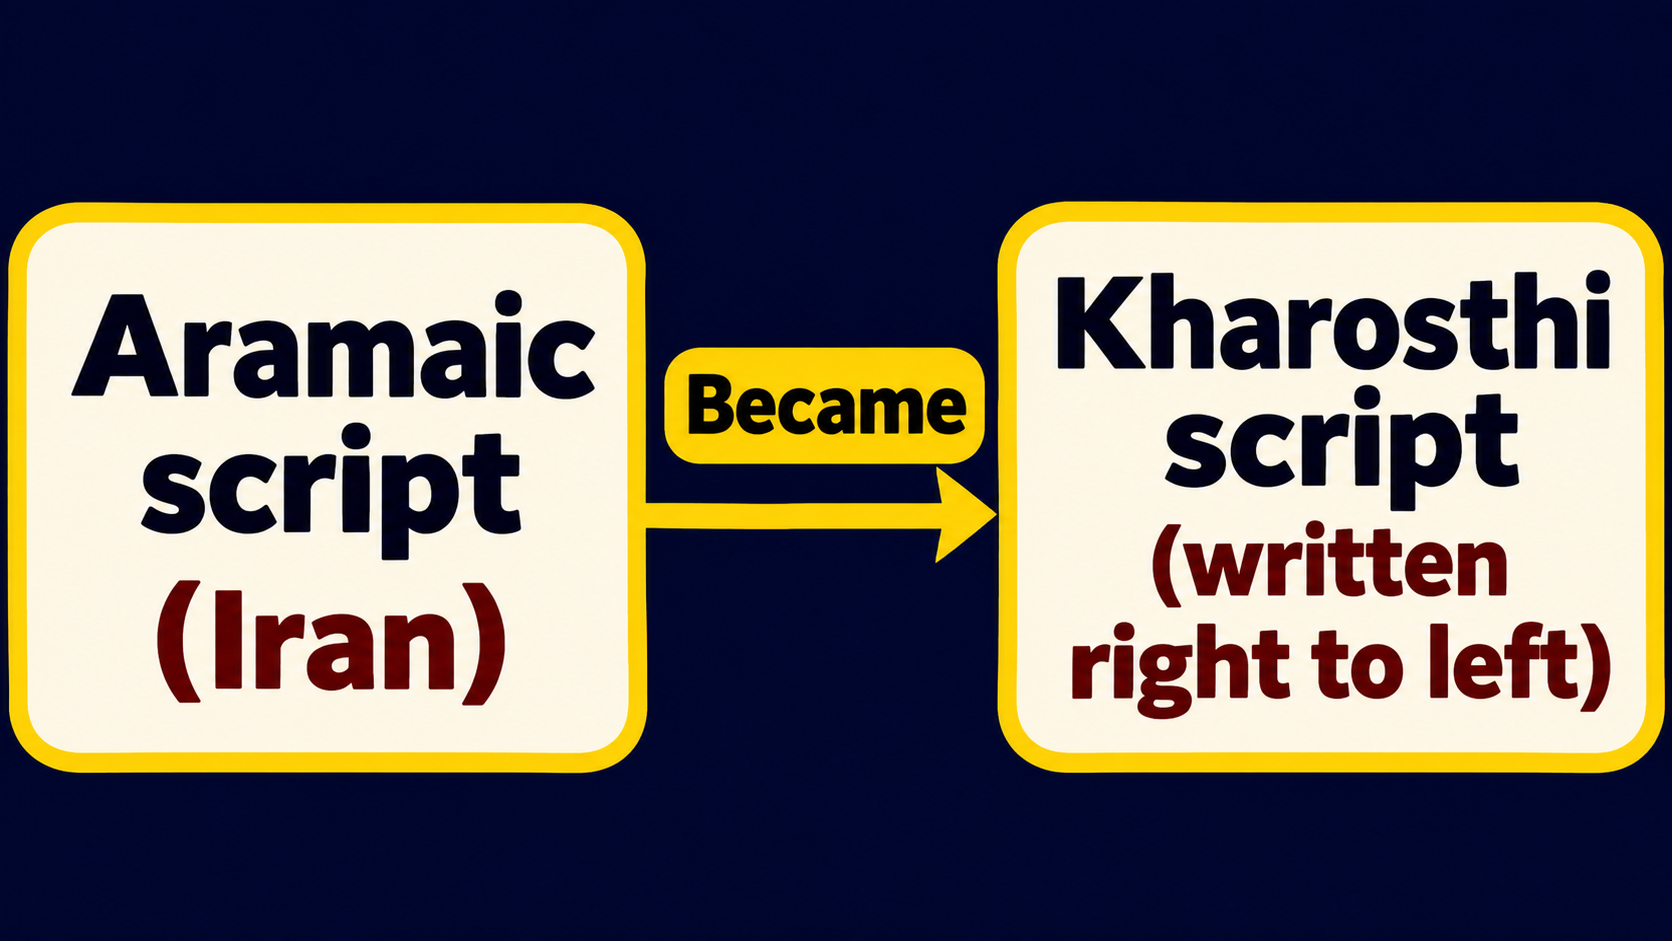 Aramaic
script
(Iran)
Became
Kharosthi
script
(written
right to left)